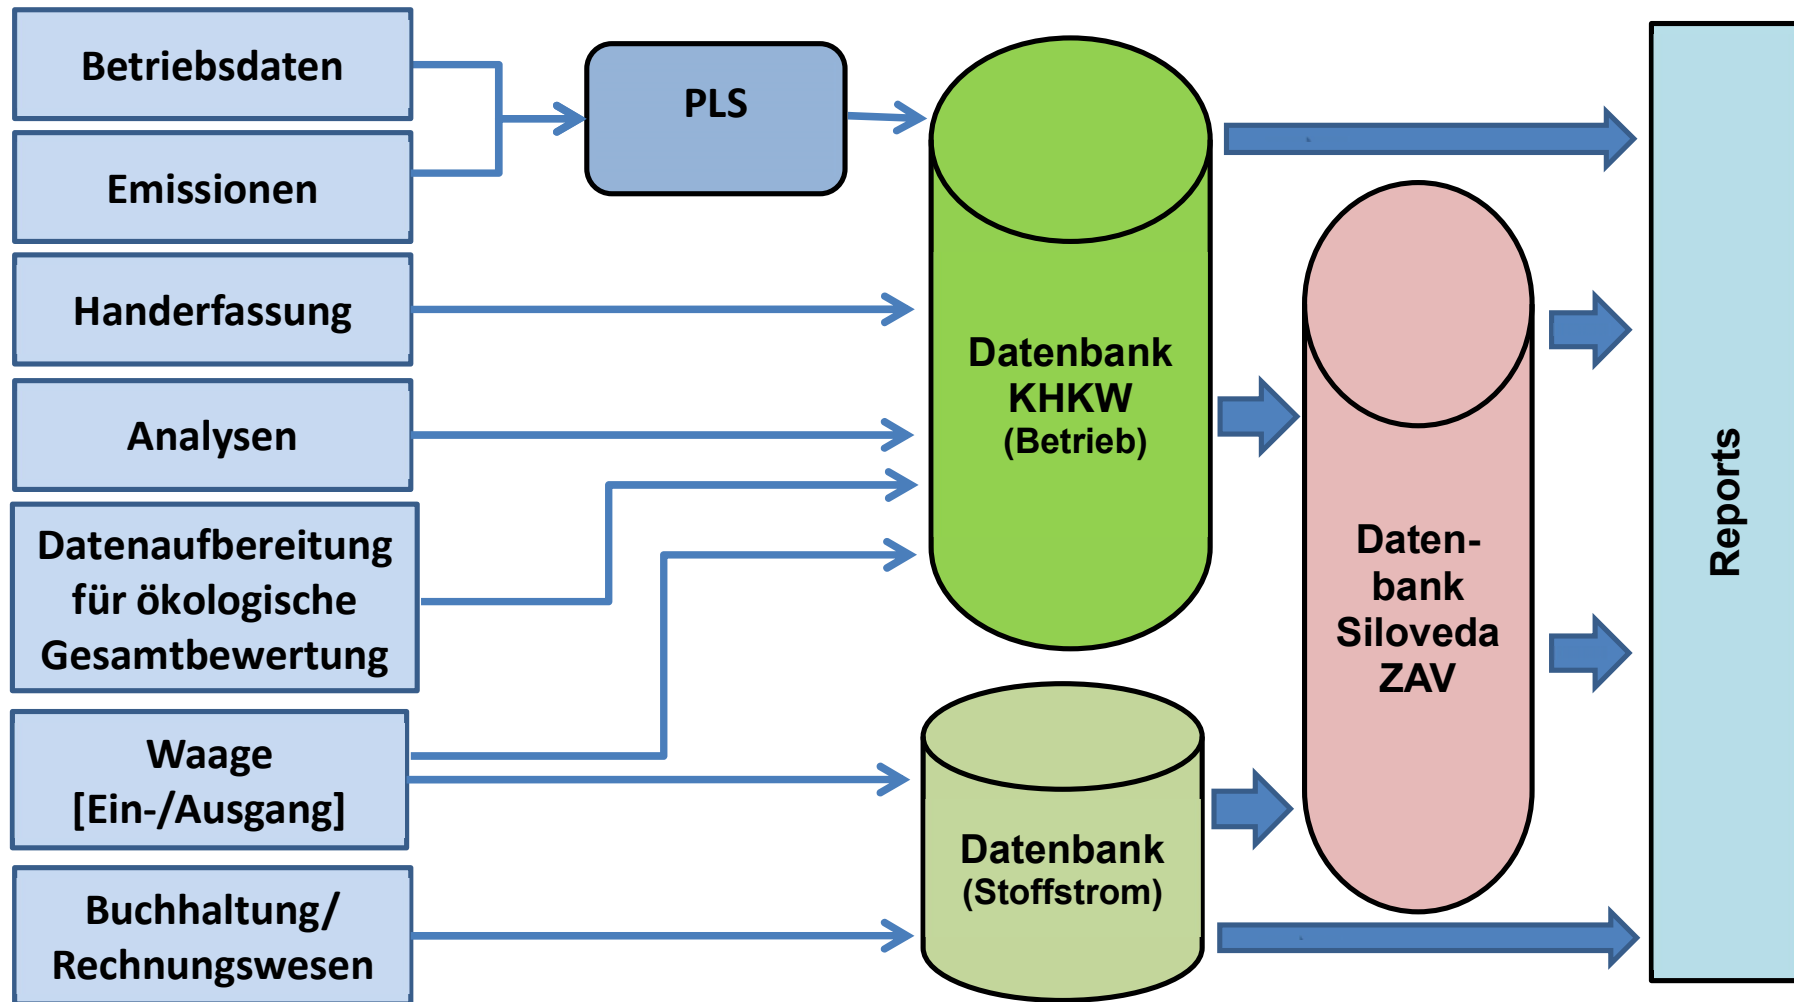 Betriebsdaten
Emissionen
Handerfassung
Analysen
Datenaufbereitung
für ökologische
Gesamtbewertung
Waage
[Ein-/Ausgang]
Buchhaltung/
Rechnungswesen
PLS
Datenbank
KHKW
(Betrieb)
Datenbank
(Stoffstrom)
Daten-
bank
Siloveda
ZAV
Reports